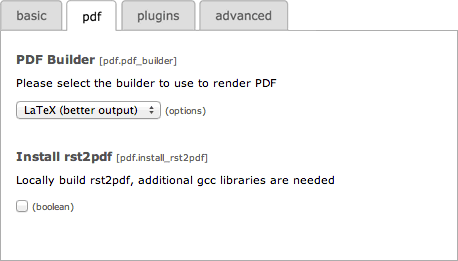 basic pdf plugins advanced
PDF Builder [pdf.pdf_builder]
Please select the builder to use to render PDF
LaTeX (better output) (options)
Install rst2pdf [pdf.install_rst2pdf]
Locally build rst2pdf, additional gcc libraries are needed
(boolean)